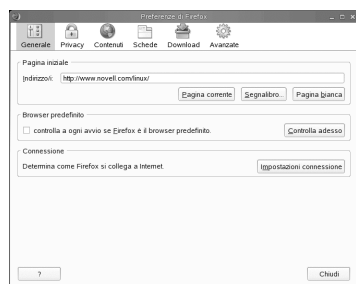 Preferenze di Firefox
Generale Privacy Contenuti Schede Download Avanzate
Pagina iniziale
Indirizzo/i: http://www.novell.com/linux/
Pagina corrente Segnalibro... Pagina bianca
Browser predefinito
controlla a ogni avvio se Firefox è il browser predefinito. Controlla adesso
Connessione
Determina come Firefox si collega a Internet. Impostazioni connessione
? Chiudi